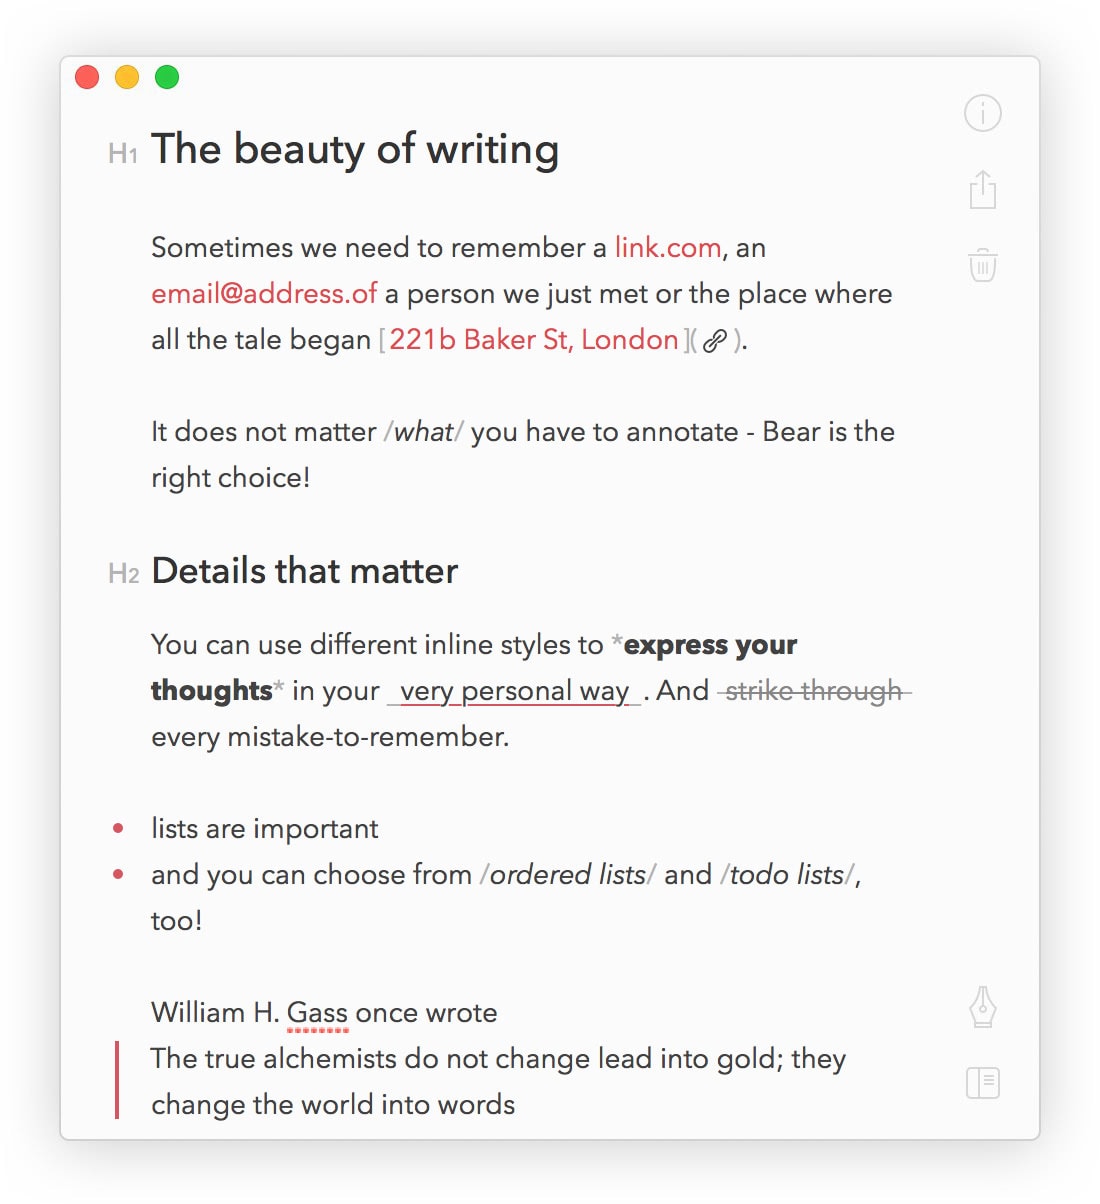 H1 The beauty of writing
Sometimes we need to remember a link.com, an
email@address.of a person we just met or the place where
all the tale began [221b Baker St, London]( ).
It does not matter /what/ you have to annotate - Bear is the
right choice!
H2 Details that matter
You can use different inline styles to *express your
thoughts* in your _very personal way_. And -strike through-
every mistake-to-remember.
• lists are important
• and you can choose from /ordered lists/ and /todo lists/,
too!
William H. Gass once wrote
The true alchemists do not change lead into gold; they
change the world into words